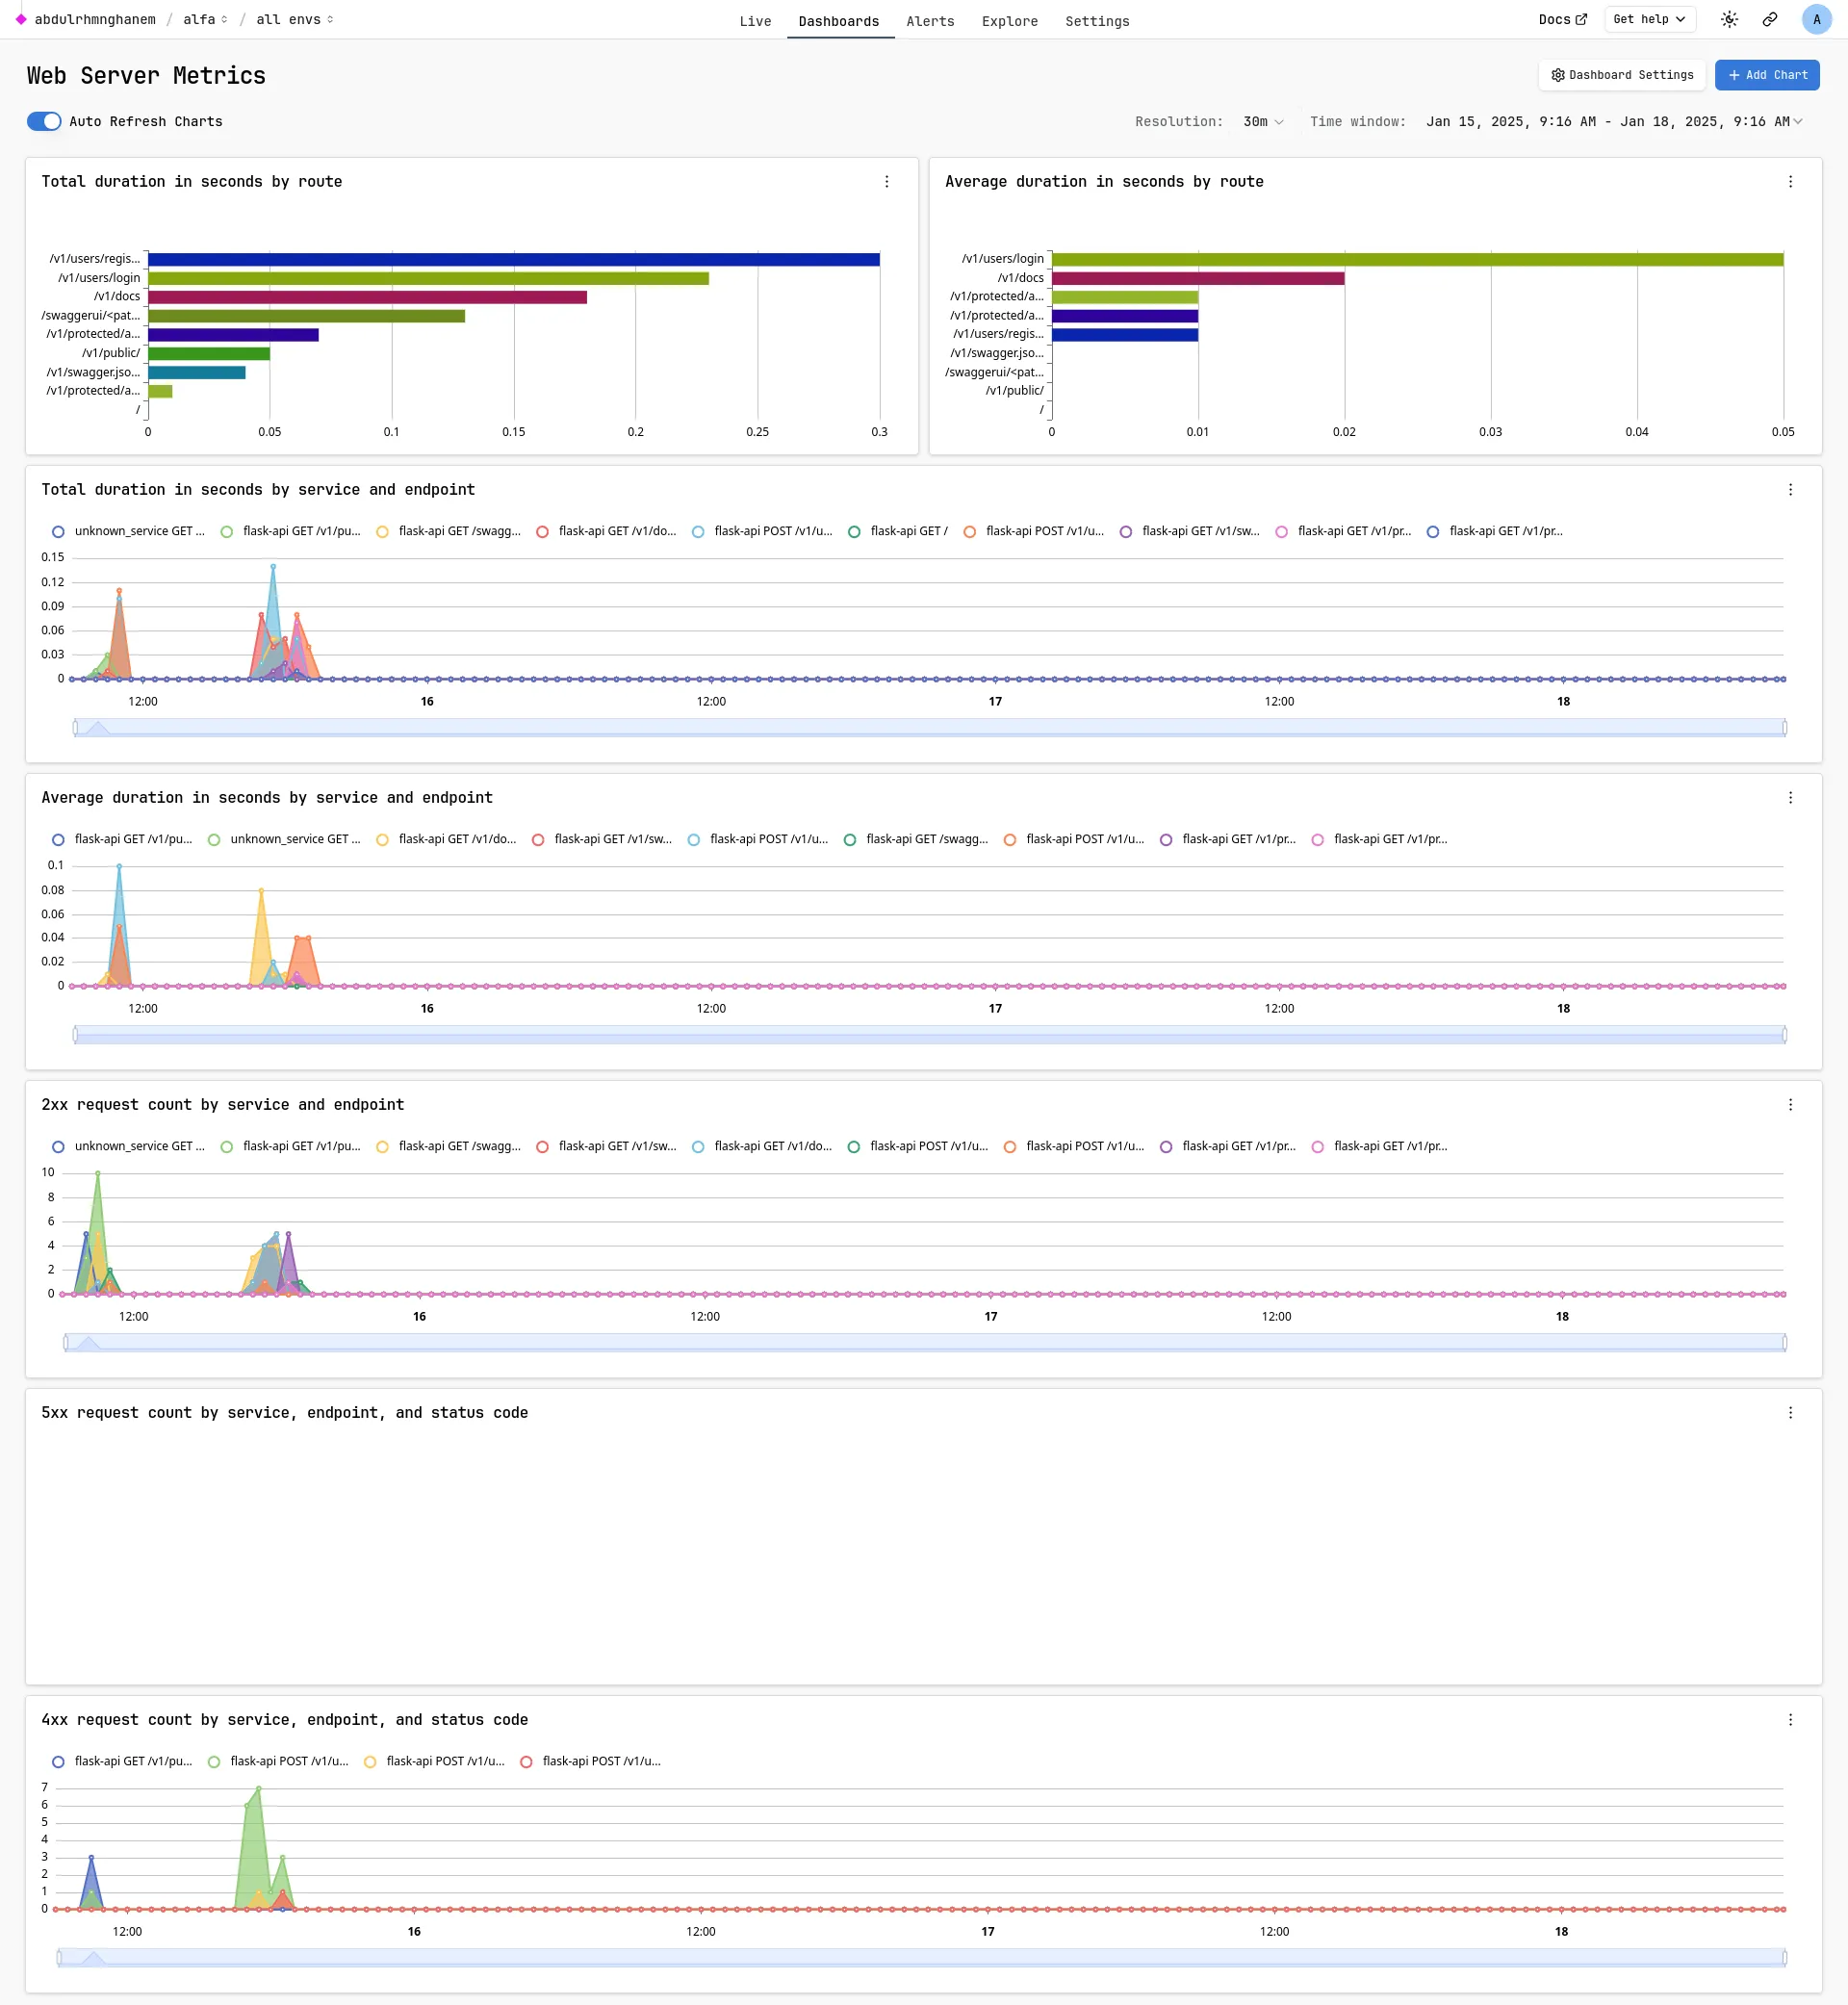 abdulrhmnghanem / alfa / all envs
Live Dashboards Alerts Explore Settings
Docs Get help A
Web Server Metrics
Dashboard Settings + Add Chart
Auto Refresh Charts
Resolution: 30m Time window: Jan 15, 2025, 9:16 AM - Jan 18, 2025, 9:16 AM
Total duration in seconds by route
/v1/users/regis...
/v1/users/login
/v1/docs
/swaggerui/<pat...
/v1/protected/a...
/v1/public/
/v1/swagger.jso...
/v1/protected/a...
/
0 0.05 0.1 0.15 0.2 0.25 0.3
Average duration in seconds by route
/v1/users/login
/v1/docs
/v1/protected/a...
/v1/protected/a...
/v1/users/regis...
/v1/swagger.jso...
/swaggerui/<pat...
/v1/public/
/
0 0.01 0.02 0.03 0.04 0.05
Total duration in seconds by service and endpoint
unknown_service GET ... flask-api GET /v1/pu... flask-api GET /swagg... flask-api GET /v1/do... flask-api POST /v1/u... flask-api GET / flask-api POST /v1/u... flask-api GET /v1/sw... flask-api GET /v1/pr... flask-api GET /v1/pr...
0.15
0.12
0.09
0.06
0.03
0
12:00 16 12:00 17 12:00 18
Average duration in seconds by service and endpoint
flask-api GET /v1/pu... unknown_service GET ... flask-api GET /v1/do... flask-api GET /v1/sw... flask-api POST /v1/u... flask-api GET /swagg... flask-api POST /v1/u... flask-api GET /v1/pr... flask-api GET /v1/pr...
0.1
0.08
0.06
0.04
0.02
0
12:00 16 12:00 17 12:00 18
2xx request count by service and endpoint
unknown_service GET ... flask-api GET /v1/pu... flask-api GET /swagg... flask-api GET /v1/sw... flask-api GET /v1/do... flask-api POST /v1/u... flask-api POST /v1/u... flask-api GET /v1/pr... flask-api GET /v1/pr...
10
8
6
4
2
0
12:00 16 12:00 17 12:00 18
5xx request count by service, endpoint, and status code
4xx request count by service, endpoint, and status code
flask-api GET /v1/pu... flask-api POST /v1/u... flask-api POST /v1/u... flask-api POST /v1/u...
7
6
5
4
3
2
1
0
12:00 16 12:00 17 12:00 18